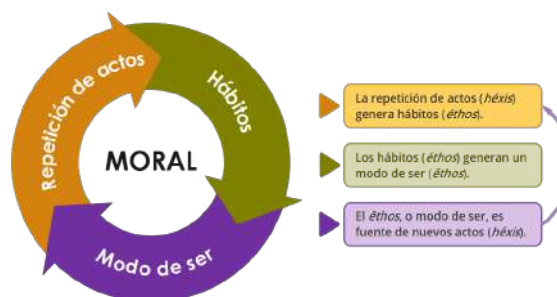 Repetición de actos
Hábitos
MORAL
Modo de ser
La repetición de actos (héxis)
genera hábitos (éthos).
Los hábitos (éthos) generan un
modo de ser (êthos).
El êthos, o modo de ser, es
fuente de nuevos actos (héxis).